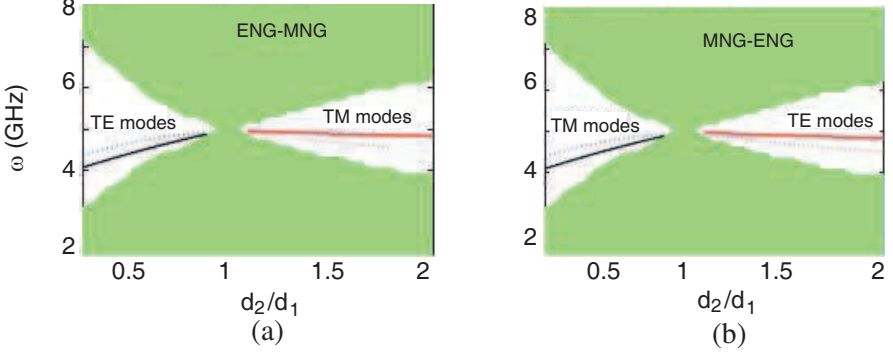 8
6
4
2
ω (GHz)
ENG-MNG
TE modes
TM modes
0.5
1
1.5
2
d₂/d₁
(a)
8
6
4
2
MNG-ENG
TM modes
TE modes
0.5
1
1.5
2
d₂/d₁
(b)